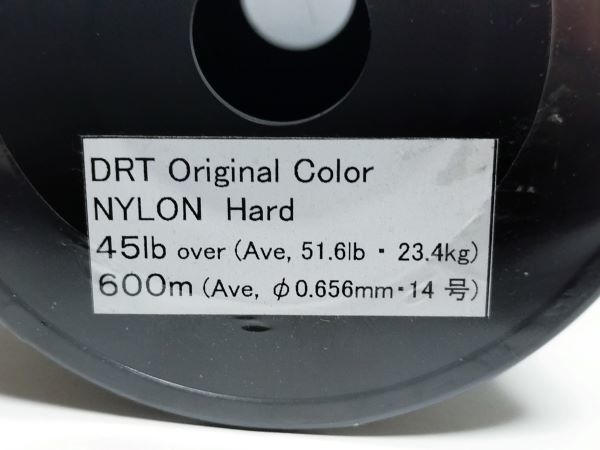 DRT Original Color
NYLON Hard
45lb over (Ave, 51.6lb・23.4kg)
600m (Ave, φ0.656mm・14 号)